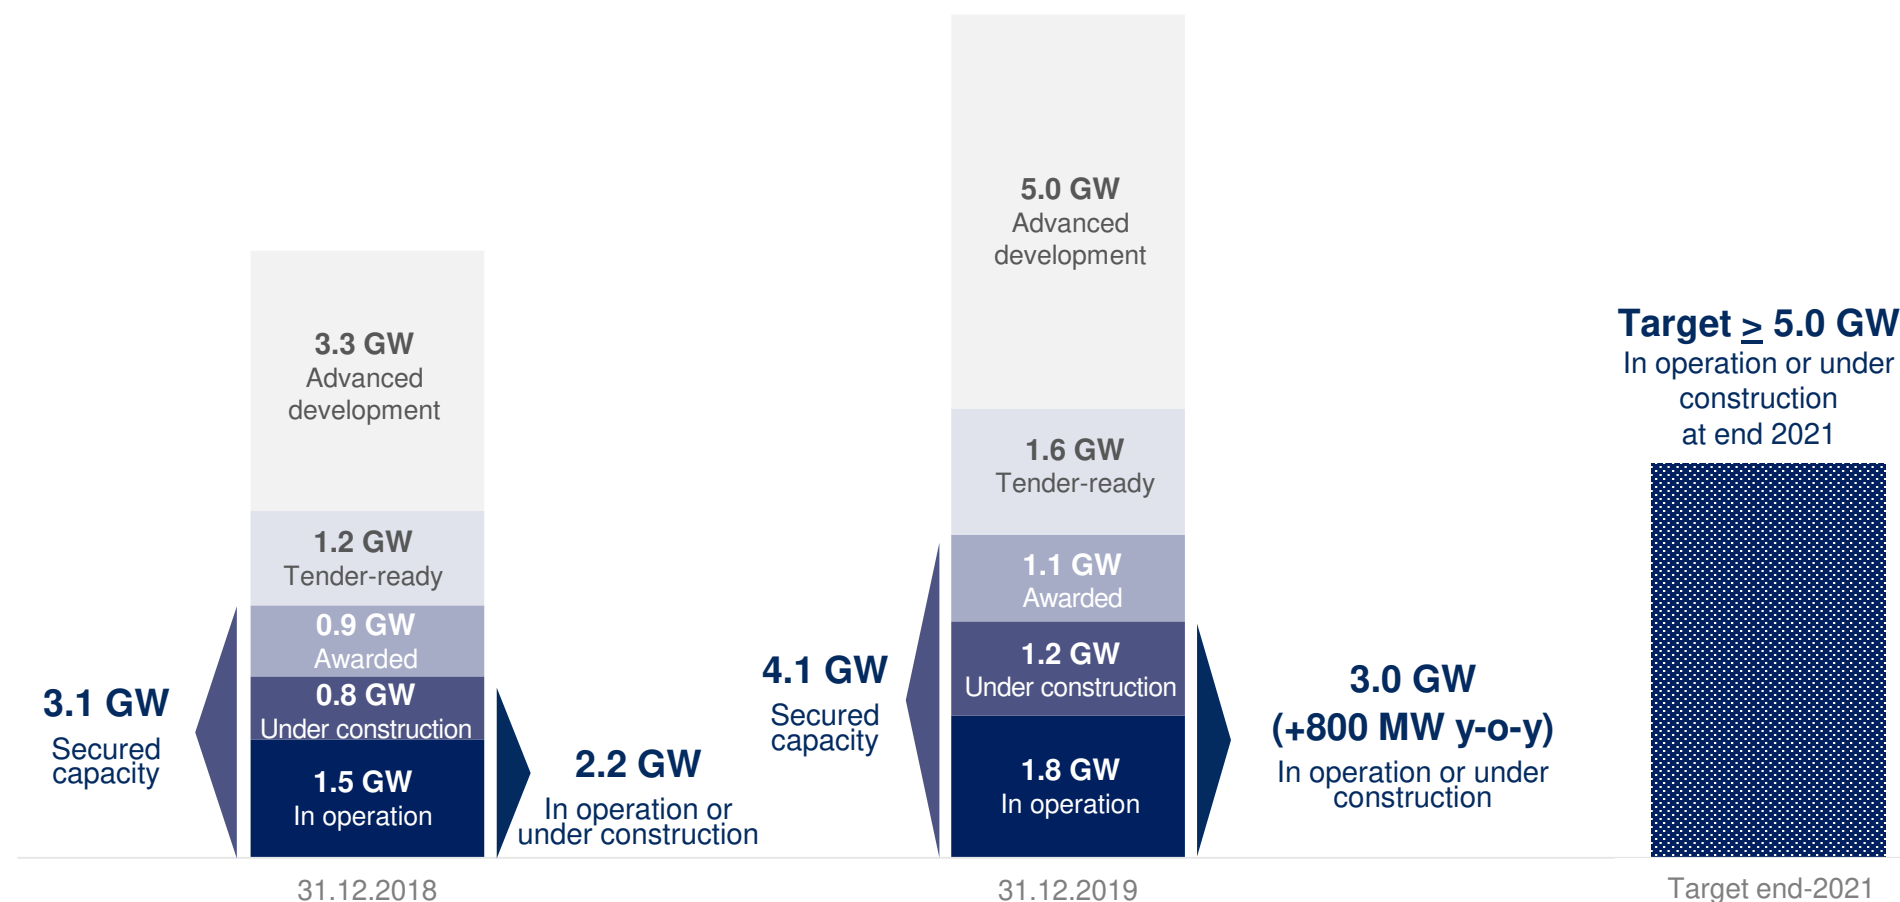 3.3 GW
Advanced
development
1.2 GW
Tender-ready
0.9 GW
Awarded
0.8 GW
Under construction
1.5 GW
In operation
3.1 GW
Secured
capacity
2.2 GW
In operation or
under construction
31.12.2018
5.0 GW
Advanced
development
1.6 GW
Tender-ready
1.1 GW
Awarded
1.2 GW
Under construction
1.8 GW
In operation
4.1 GW
Secured
capacity
3.0 GW
(+800 MW y-o-y)
In operation or under
construction
31.12.2019
Target ≥ 5.0 GW
In operation or under
construction
at end 2021
Target end-2021